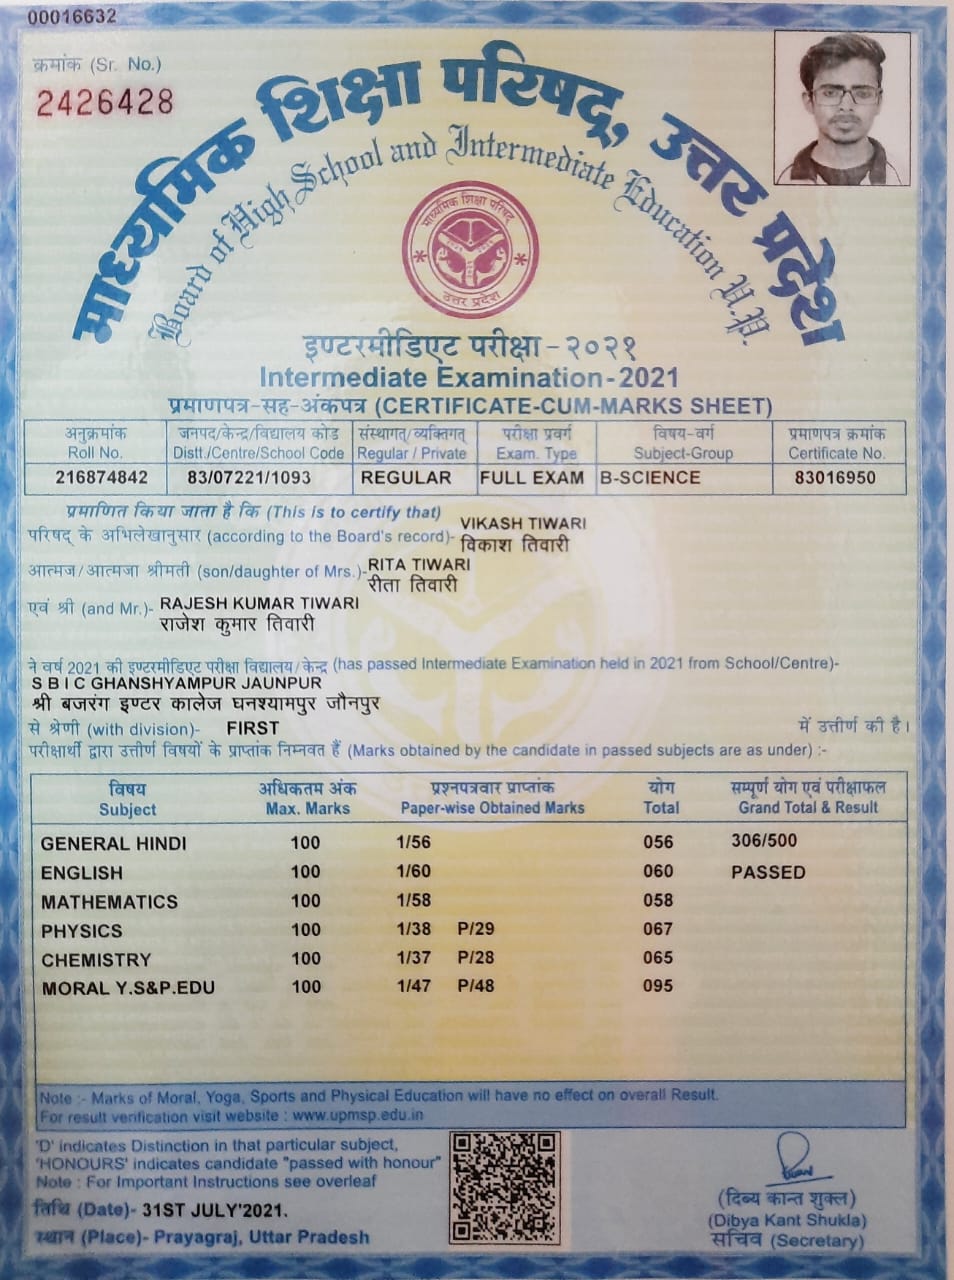 00016632
क्रमांक (Sr. No.)
2426428
माध्यमिक शिक्षा परिषद्, उत्तर प्रदेश
Board of High School and Intermediate Education U.P.
माध्यमिक शिक्षा परिषद्
उत्तर प्रदेश
इण्टरमीडिएट परीक्षा-२०२१
Intermediate Examination-2021
प्रमाणपत्र-सह-अंकपत्र (CERTIFICATE-CUM-MARKS SHEET)
अनुक्रमांक जनपद/केन्द्र/विद्यालय कोड संस्थागत/व्यक्तिगत परीक्षा प्रवर्ग विषय-वर्ग प्रमाणपत्र क्रमांक
Roll No. Distt./Centre/School Code Regular / Private Exam. Type Subject-Group Certificate No.
216874842 83/07221/1093 REGULAR FULL EXAM B-SCIENCE 83016950
प्रमाणित किया जाता है कि (This is to certify that)
परिषद् के अभिलेखानुसार (according to the Board's record)- VIKASH TIWARI
विकाश तिवारी
आत्मज/आत्मजा श्रीमती (son/daughter of Mrs.)- RITA TIWARI
रीता तिवारी
एवं श्री (and Mr.)- RAJESH KUMAR TIWARI
राजेश कुमार तिवारी
ने वर्ष 2021 की इण्टरमीडिएट परीक्षा विद्यालय/केन्द्र (has passed Intermediate Examination held in 2021 from School/Centre)-
S B I C GHANSHYAMPUR JAUNPUR
श्री बजरंग इण्टर कालेज घनश्यामपुर जौनपुर
से श्रेणी (with division)- FIRST में उत्तीर्ण की है।
परीक्षार्थी द्वारा उत्तीर्ण विषयों के प्राप्तांक निम्नवत हैं (Marks obtained by the candidate in passed subjects are as under) :-
विषय अधिकतम अंक प्रश्नपत्रवार प्राप्तांक योग सम्पूर्ण योग एवं परीक्षाफल
Subject Max. Marks Paper-wise Obtained Marks Total Grand Total & Result
GENERAL HINDI 100 1/56 056 306/500
ENGLISH 100 1/60 060 PASSED
MATHEMATICS 100 1/58 058
PHYSICS 100 1/38 P/29 067
CHEMISTRY 100 1/37 P/28 065
MORAL Y.S&P.EDU 100 1/47 P/48 095
Note :- Marks of Moral, Yoga, Sports and Physical Education will have no effect on overall Result.
For result verification visit website : www.upmsp.edu.in
'D' indicates Distinction in that particular subject,
'HONOURS' indicates candidate "passed with honour"
Note : For Important Instructions see overleaf
तिथि (Date)- 31ST JULY'2021.
स्थान (Place)- Prayagraj, Uttar Pradesh
(दिब्य कान्त शुक्ल)
(Dibya Kant Shukla)
सचिव (Secretary)